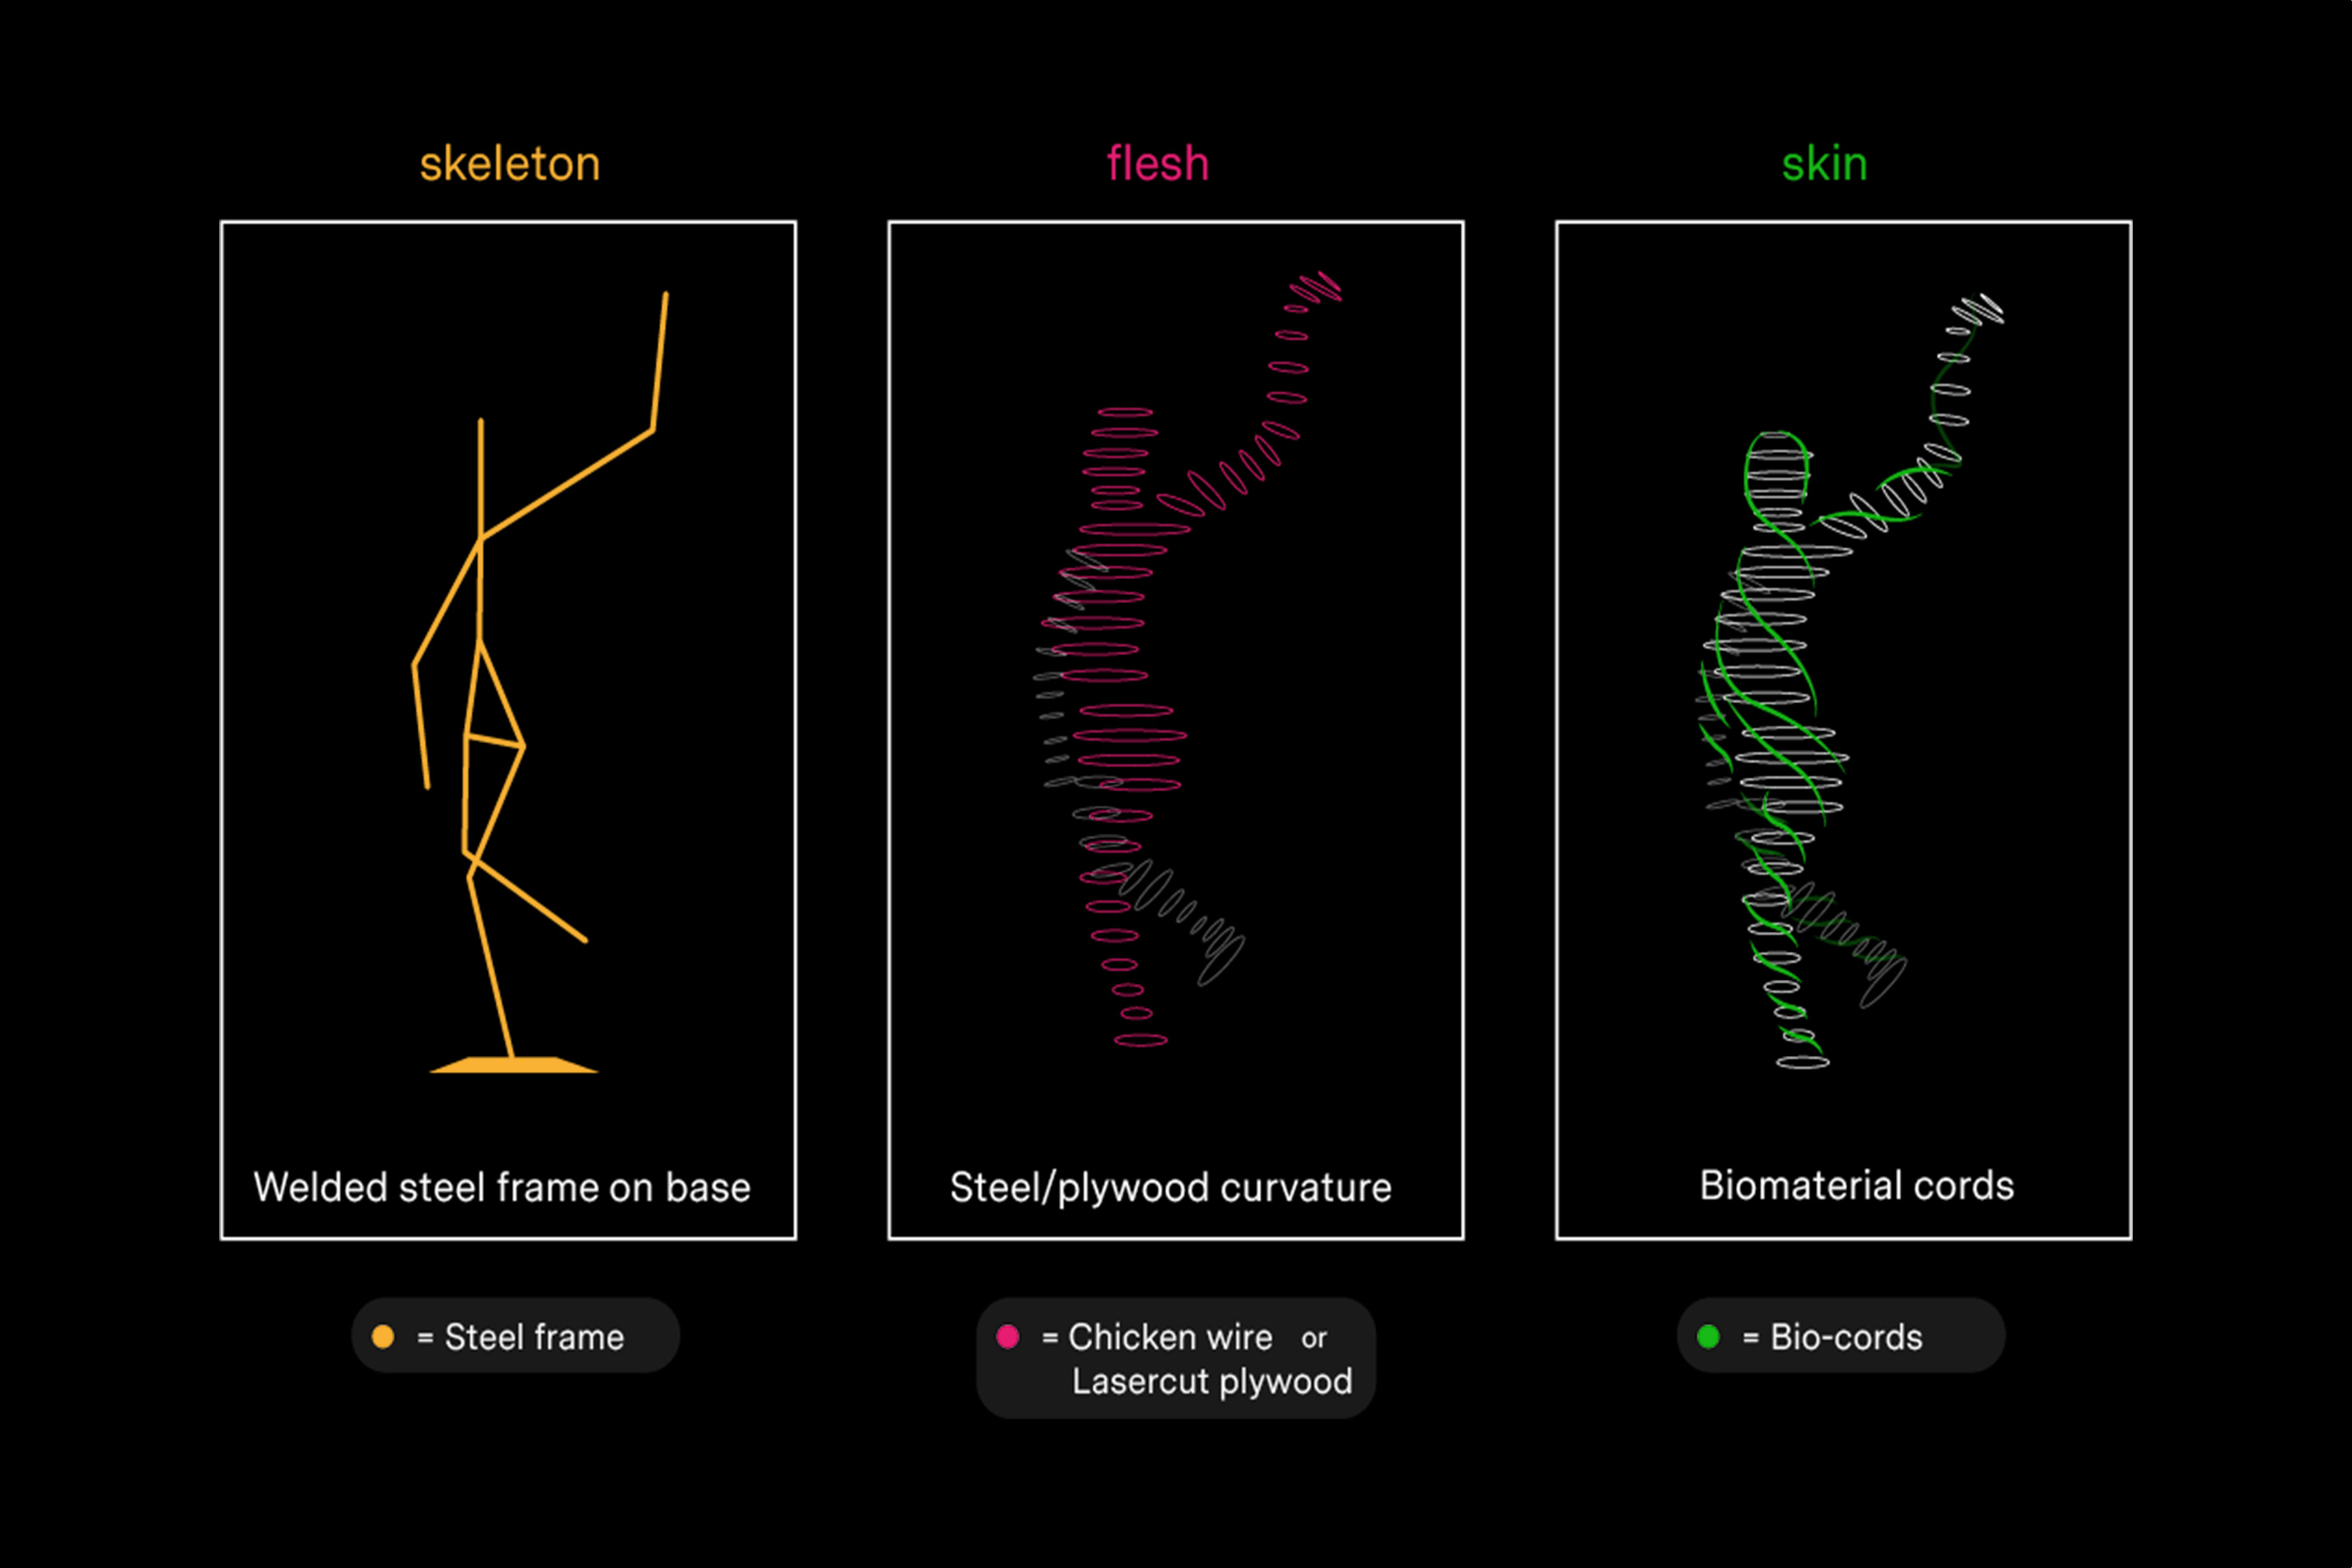 skeleton
flesh
skin
Welded steel frame on base
Steel/plywood curvature
Biomaterial cords
= Steel frame
= Chicken wire or
Lasercut plywood
= Bio-cords